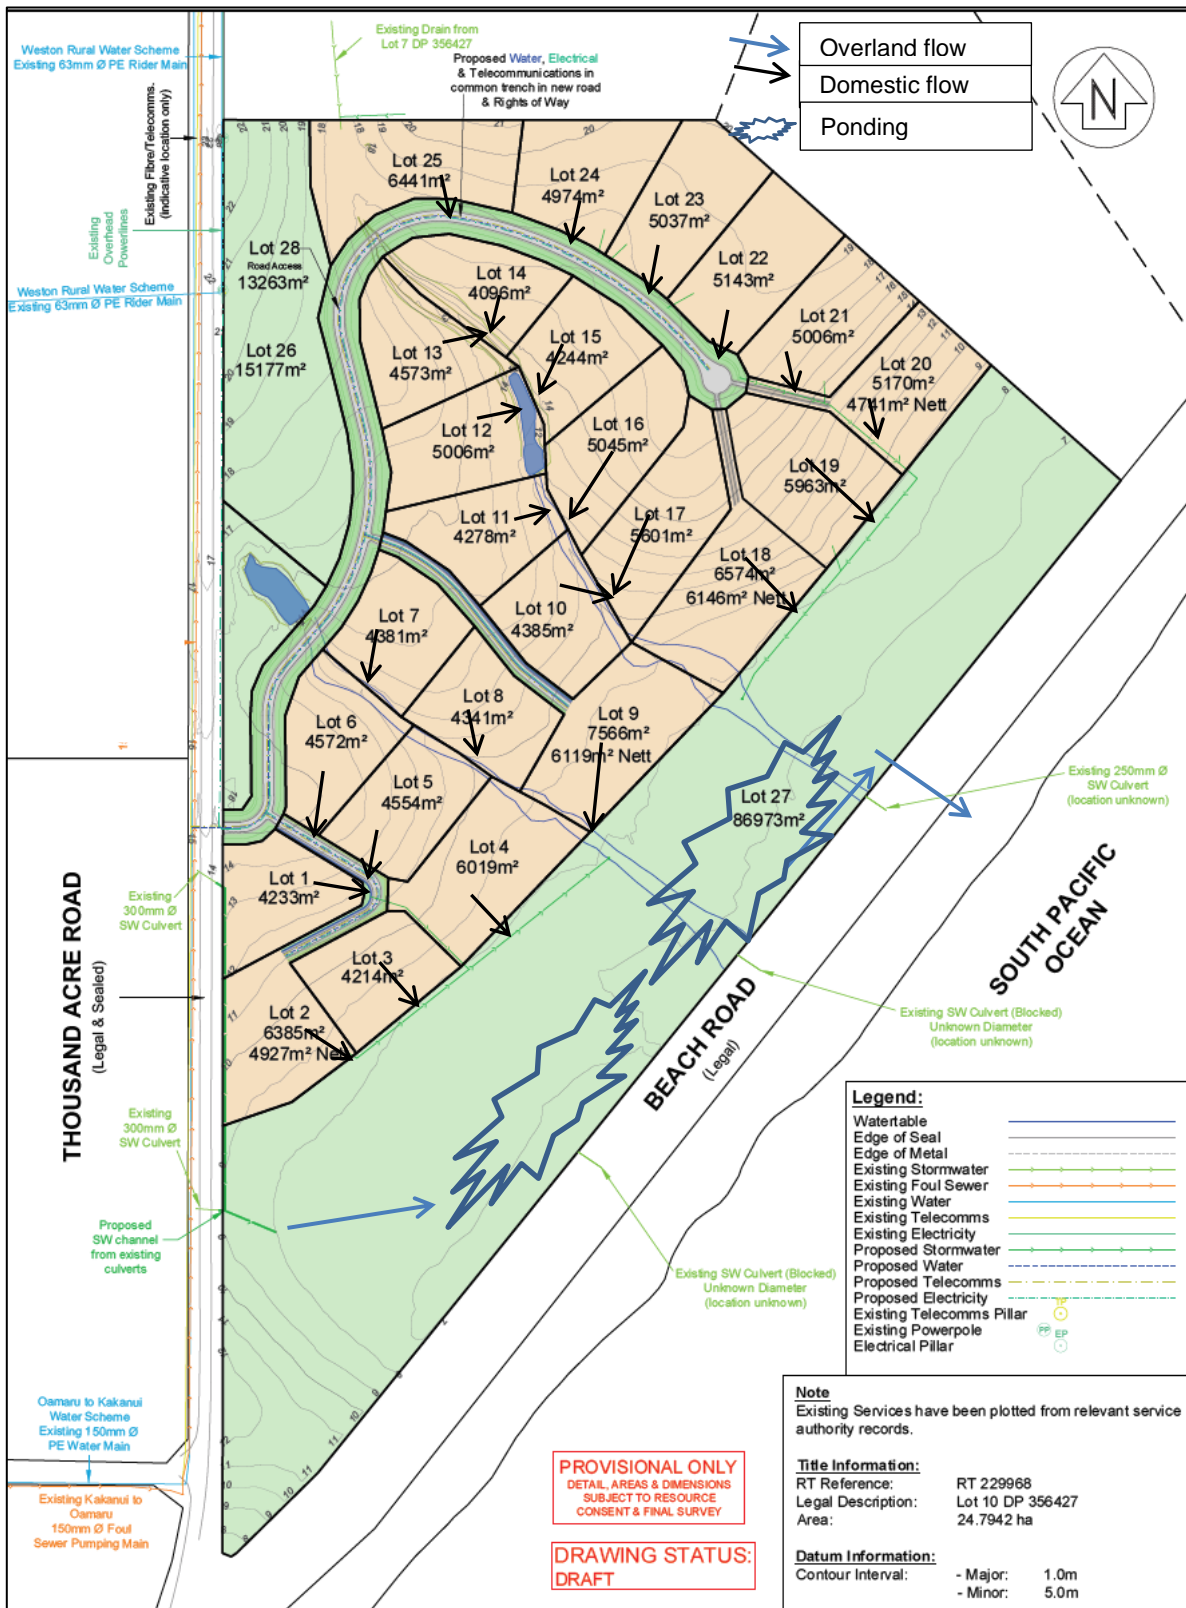 Existing Drain from
Lot 7 DP 356427
Weston Rural Water Scheme
Existing 63mm Ø PE Rider Main
Proposed Water, Electrical
& Telecommunications in
common trench in new road
& Rights of Way
Overland flow
Domestic flow
Ponding
N
Existing Fibre/Telecomms.
(indicative location only)
Existing
Overhead
Powerlines
Weston Rural Water Scheme
Existing 63mm Ø PE Rider Main
Lot 25
6441m²
Lot 24
4974m²
Lot 23
5037m²
Lot 22
5143m²
Lot 21
5006m²
Lot 20
5170m²
4741m² Nett
Lot 28
Road Access
13263m²
Lot 14
4096m²
Lot 15
4244m²
Lot 13
4573m²
Lot 26
15177m²
Lot 12
5006m²
Lot 16
5045m²
Lot 19
5963m²
Lot 11
4278m²
Lot 17
5601m²
Lot 18
6574m²
6146m² Nett
Lot 7
4381m²
Lot 10
4385m²
Lot 8
4341m²
Lot 9
7566m²
6119m² Nett
Lot 6
4572m²
Lot 5
4554m²
Lot 4
6019m²
Lot 27
86973m²
Lot 1
4233m²
Lot 3
4214m²
Lot 2
6385m²
4927m² Nett
Existing 250mm Ø
SW Culvert
(location unknown)
Existing
300mm Ø
SW Culvert
THOUSAND ACRE ROAD
(Legal & Sealed)
SOUTH PACIFIC
OCEAN
BEACH ROAD
(Legal)
Existing SW Culvert (Blocked)
Unknown Diameter
(location unknown)
Existing
300mm Ø
SW Culvert
Proposed
SW channel
from existing
culverts
Existing SW Culvert (Blocked)
Unknown Diameter
(location unknown)
Legend:
Watertable
Edge of Seal
Edge of Metal
Existing Stormwater
Existing Foul Sewer
Existing Water
Existing Telecomms
Existing Electricity
Proposed Stormwater
Proposed Water
Proposed Telecomms
Proposed Electricity
Existing Telecomms Pillar TP
Existing Powerpole PP
Electrical Pillar EP
Oamaru to Kakanui
Water Scheme
Existing 150mm Ø
PE Water Main
Existing Kakanui to
Oamaru
150mm Ø Foul
Sewer Pumping Main
PROVISIONAL ONLY
DETAIL, AREAS & DIMENSIONS
SUBJECT TO RESOURCE
CONSENT & FINAL SURVEY
DRAWING STATUS:
DRAFT
Note
Existing Services have been plotted from relevant service
authority records.
Title Information:
RT Reference: RT 229968
Legal Description: Lot 10 DP 356427
Area: 24.7942 ha
Datum Information:
Contour Interval: - Major: 1.0m
- Minor: 5.0m